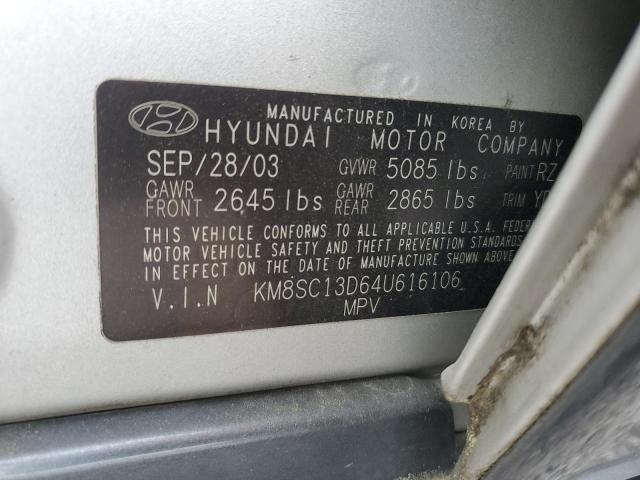 MANUFACTURED IN KOREA BY
HYUNDAI MOTOR COMPANY
SEP/28/03 GVWR 5085 lbs PAINT RZ
GAWR FRONT 2645 lbs GAWR REAR 2865 lbs TRIM
THIS VEHICLE CONFORMS TO ALL APPLICABLE U.S.A. FEDER
MOTOR VEHICLE SAFETY AND THEFT PREVENTION STANDARDS
IN EFFECT ON THE DATE OF MANUFACTURE SHOWN ABOVE
V.I.N KM8SC13D64U616106
MPV